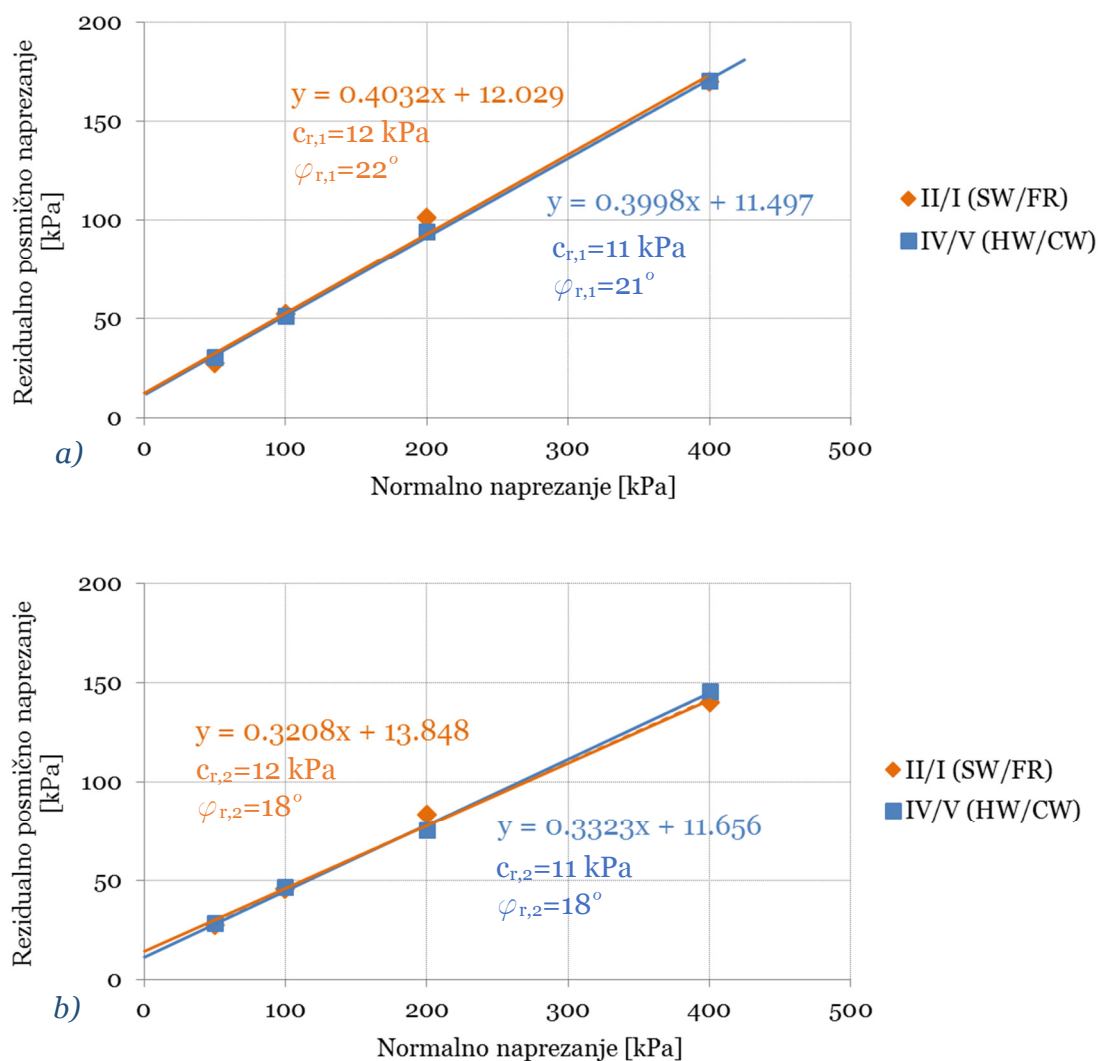 200
150
100
50
0
Rezidualno posmično naprezanje
[kPa]
y = 0.4032x + 12.029
cr,1=12 kPa
φr,1=22°
y = 0.3998x + 11.497
cr,1=11 kPa
φr,1=21°
II/I (SW/FR)
IV/V (HW/CW)
0 100 200 300 400 500
Normalno naprezanje [kPa]
a)
200
150
100
50
0
Rezidualno posmično naprezanje
[kPa]
y = 0.3208x + 13.848
cr,2=12 kPa
φr,2=18°
y = 0.3323x + 11.656
cr,2=11 kPa
φr,2=18°
II/I (SW/FR)
IV/V (HW/CW)
0 100 200 300 400 500
Normalno naprezanje [kPa]
b)